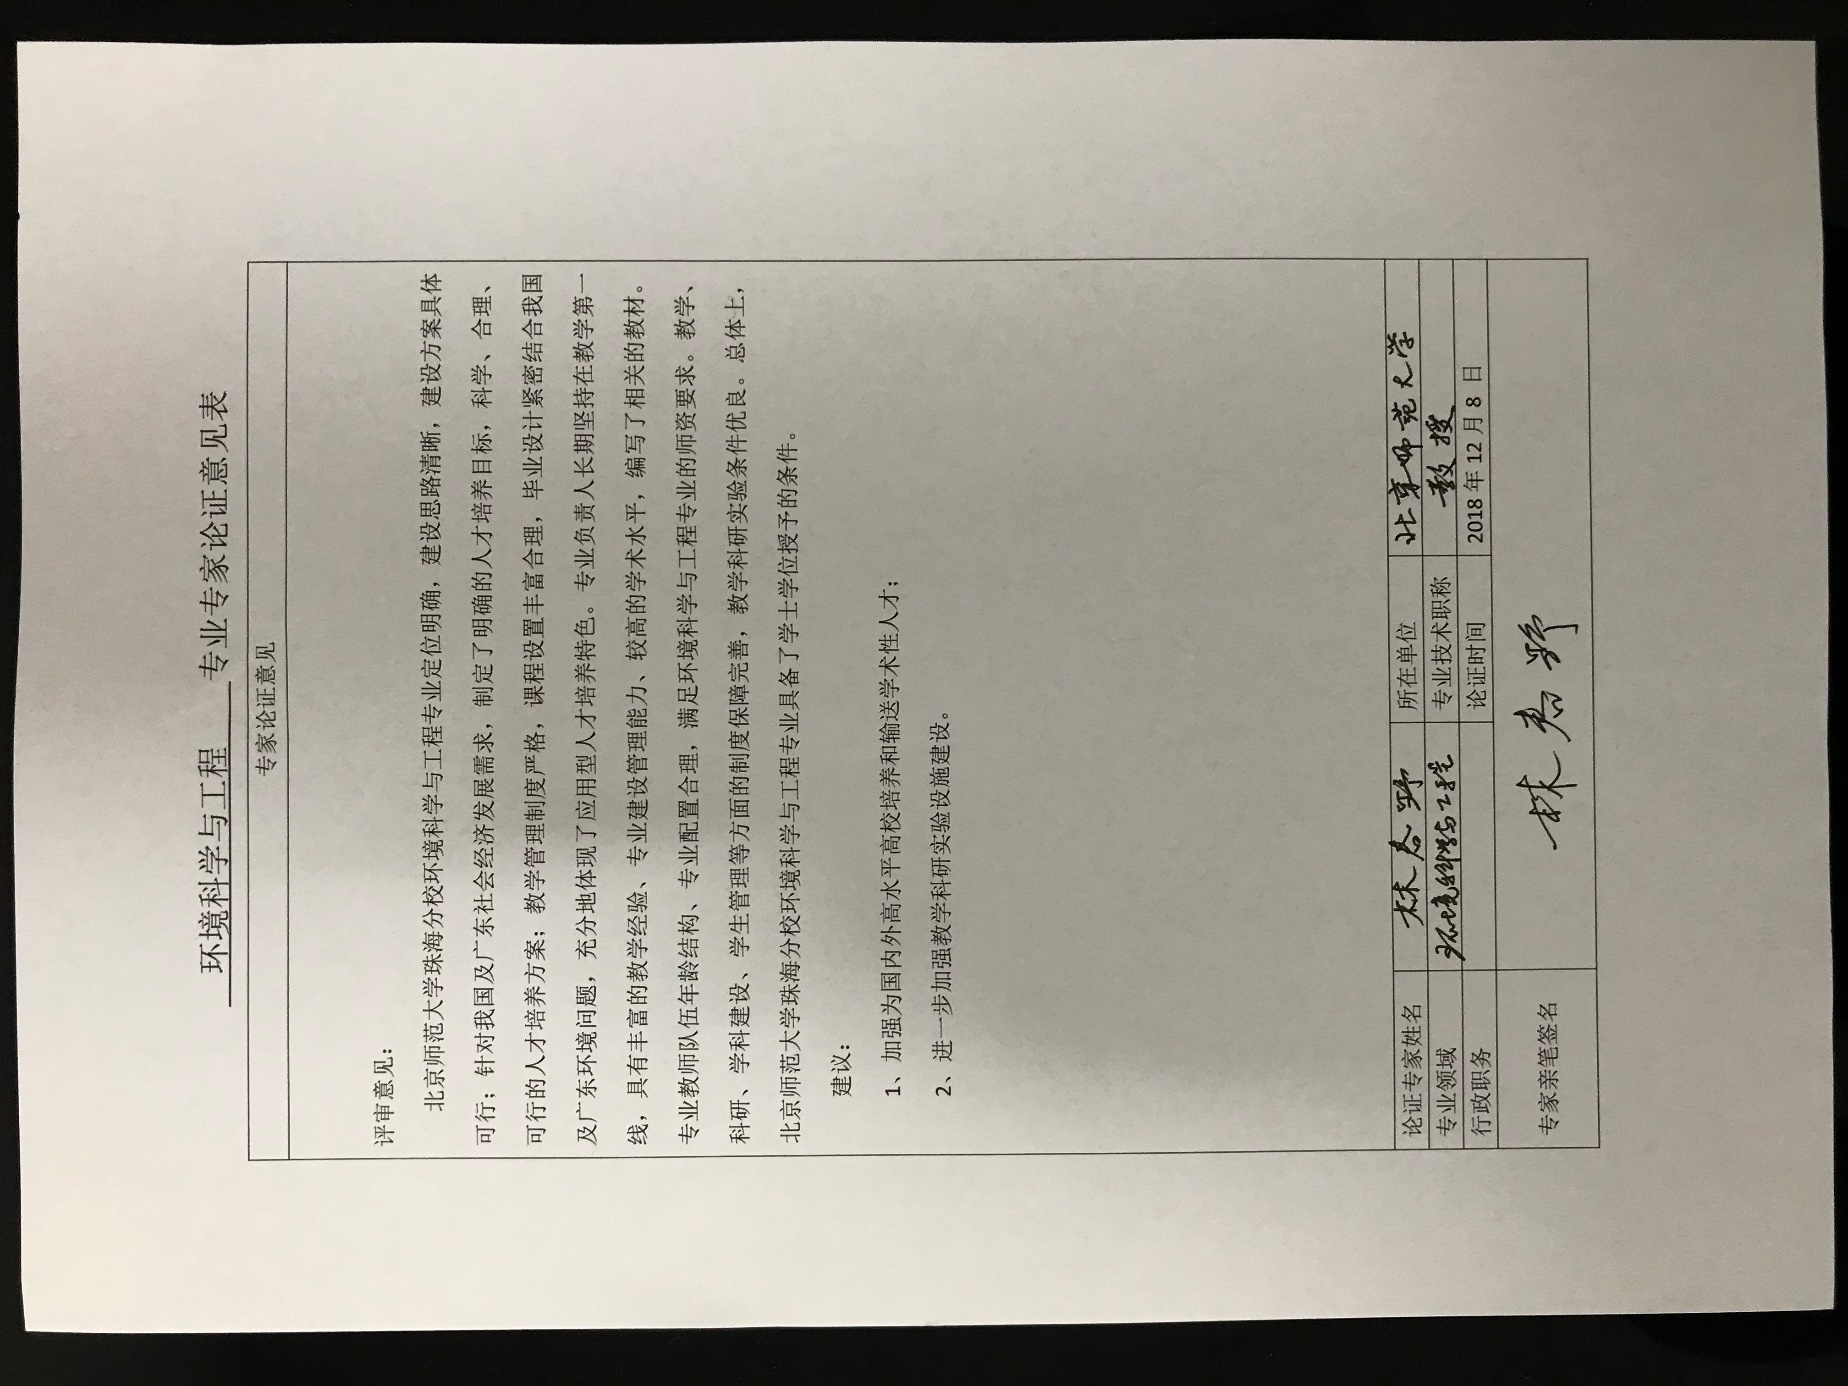 环境科学与工程 专业专家论证意见表
专家论证意见
评审意见：
北京师范大学珠海分校环境科学与工程专业定位明确，建设思路清晰，建设方案具体
可行；针对我国及广东社会经济发展需求，制定了明确的人才培养目标，科学、合理、
可行的人才培养方案；教学管理制度严格，课程设置丰富合理，毕业设计紧密结合我国
及广东环境问题，充分地体现了应用型人才培养特色。专业负责人长期坚持在教学第一
线，具有丰富的教学经验、专业建设管理能力、较高的学术水平，编写了相关的教材。
专业教师队伍年龄结构、专业配置合理，满足环境科学与工程专业的师资要求。教学、
科研、学科建设、学生管理等方面的制度保障完善，教学科研实验条件优良。总体上，
北京师范大学珠海分校环境科学与工程专业具备了学士学位授予的条件。
建议：
1、加强为国内外高水平高校培养和输送学术性人才；
2、进一步加强教学科研实验设施建设。
论证专家姓名 林 野 所在单位 北京师范大学
专业领域 环境科学与工程 专业技术职称 教授
行政职务 论证时间 2018 年 12 月 8 日
专家亲笔签名 林 野